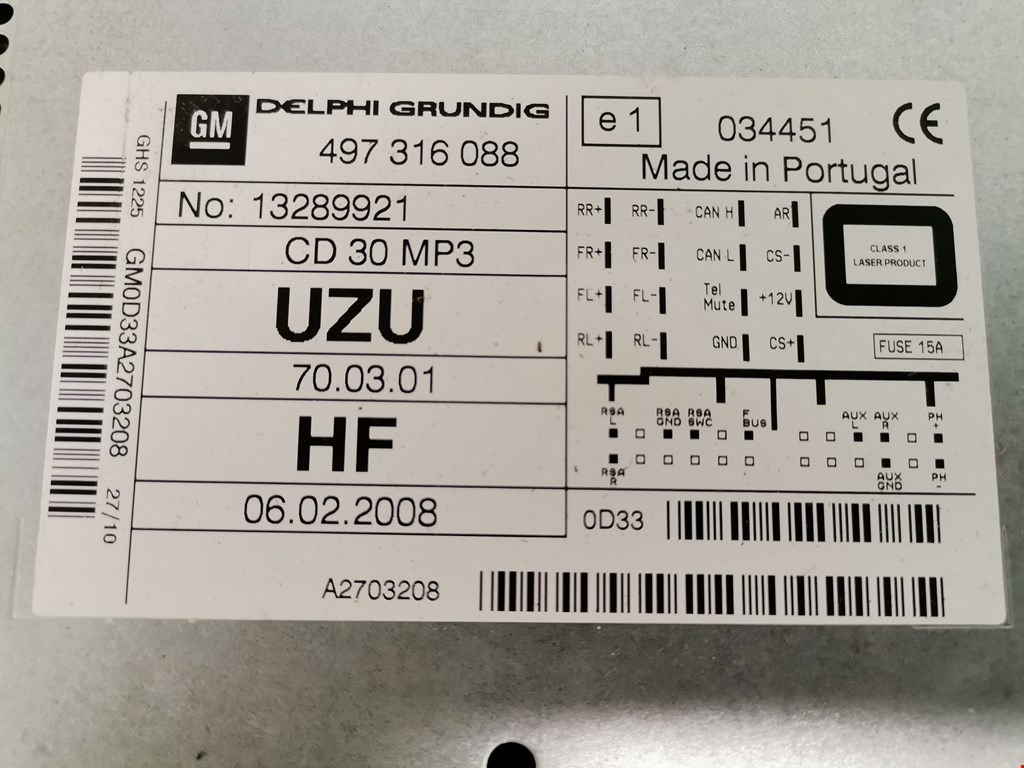 GM
DELPHI GRUNDIG
497 316 088
No: 13289921
CD 30 MP3
UZU
70.03.01
HF
06.02.2008
e 1
034451
CE
Made in Portugal
RR+ RR- CAN H AR
FR+ FR- CAN L CS-
FL+ FL- Tel Mute +12V
RL+ RL- GND CS+
CLASS 1
LASER PRODUCT
FUSE 15A
RSA L
RSA GND
RSA SWC
F BUS
AUX L
AUX R
PH +
RSA R
AUX GND
PH -
0D33
A2703208
GHS 1225
GM0D33A2703208
27/10